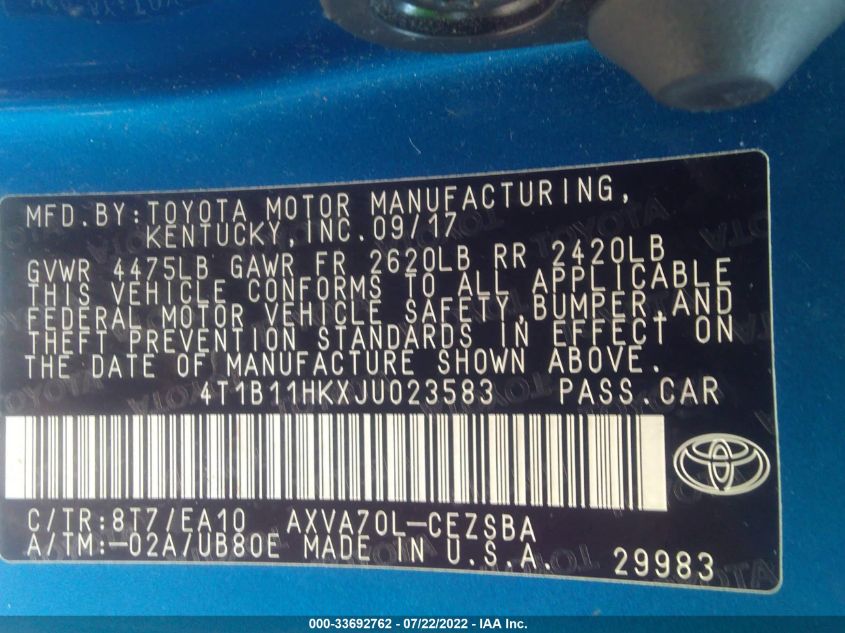 MFD.BY:TOYOTA MOTOR MANUFACTURING,
KENTUCKY,INC.09/17
GVWR 4475LB GAWR FR 2620LB RR 2420LB
THIS VEHICLE CONFORMS TO ALL APPLICABLE
FEDERAL MOTOR VEHICLE SAFETY,BUMPER,AND
THEFT PREVENTION STANDARDS IN EFFECT ON
THE DATE OF MANUFACTURE SHOWN ABOVE.
4T1B11HKXJU023583 PASS.CAR
C/TR:8T7/EA10 AXVA70L-CEZSBA
A/TM:-02A/UB80E MADE IN U.S.A. 29983
000-33692762 - 07/22/2022 - IAA Inc.